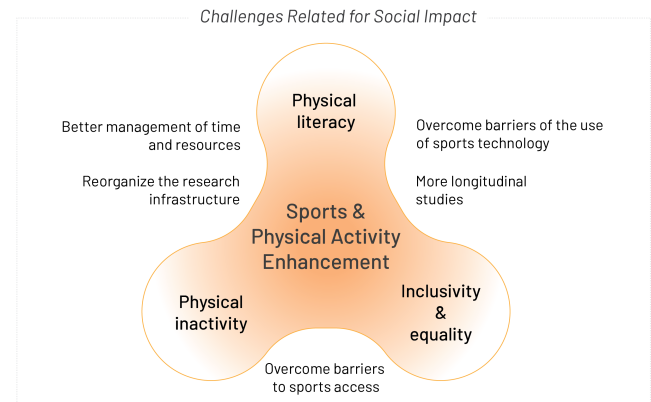 Challenges Related for Social Impact
Physical
literacy
Better management of time
and resources
Overcome barriers of the use
of sports technology
Reorganize the research
infrastructure
More longitudinal
studies
Sports &
Physical Activity
Enhancement
Physical
inactivity
Inclusivity
&
equality
Overcome barriers
to sports access